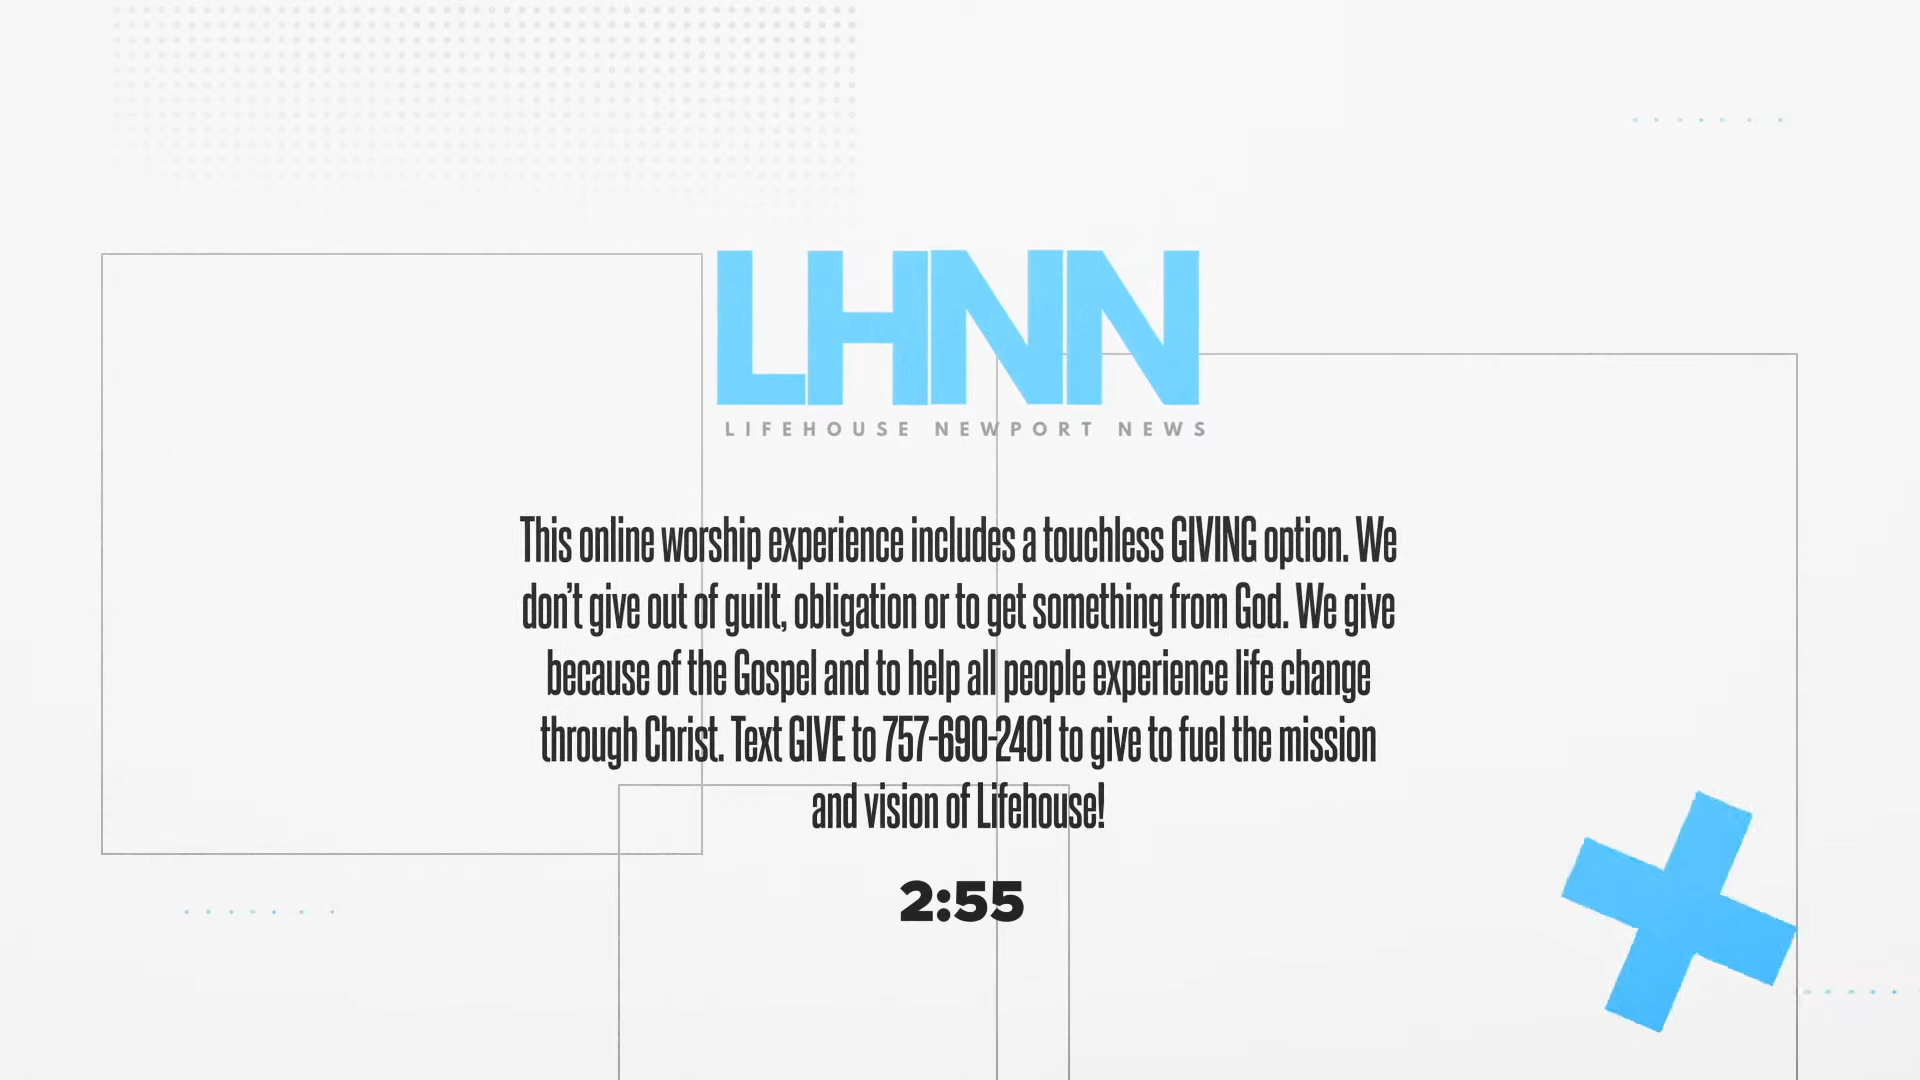 LHNN
LIFEHOUSE NEWPORT NEWS
This online worship experience includes a touchless GIVING option. We
don't give out of guilt, obligation or to get something from God. We give
because of the Gospel and to help all people experience life change
through Christ. Text GIVE to 757-690-2401 to give to fuel the mission
and vision of Lifehouse!
2:55